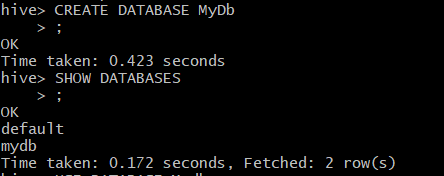 hive> CREATE DATABASE MyDb
    > ;
OK
Time taken: 0.423 seconds
hive> SHOW DATABASES
    > ;
OK
default
mydb
Time taken: 0.172 seconds, Fetched: 2 row(s)